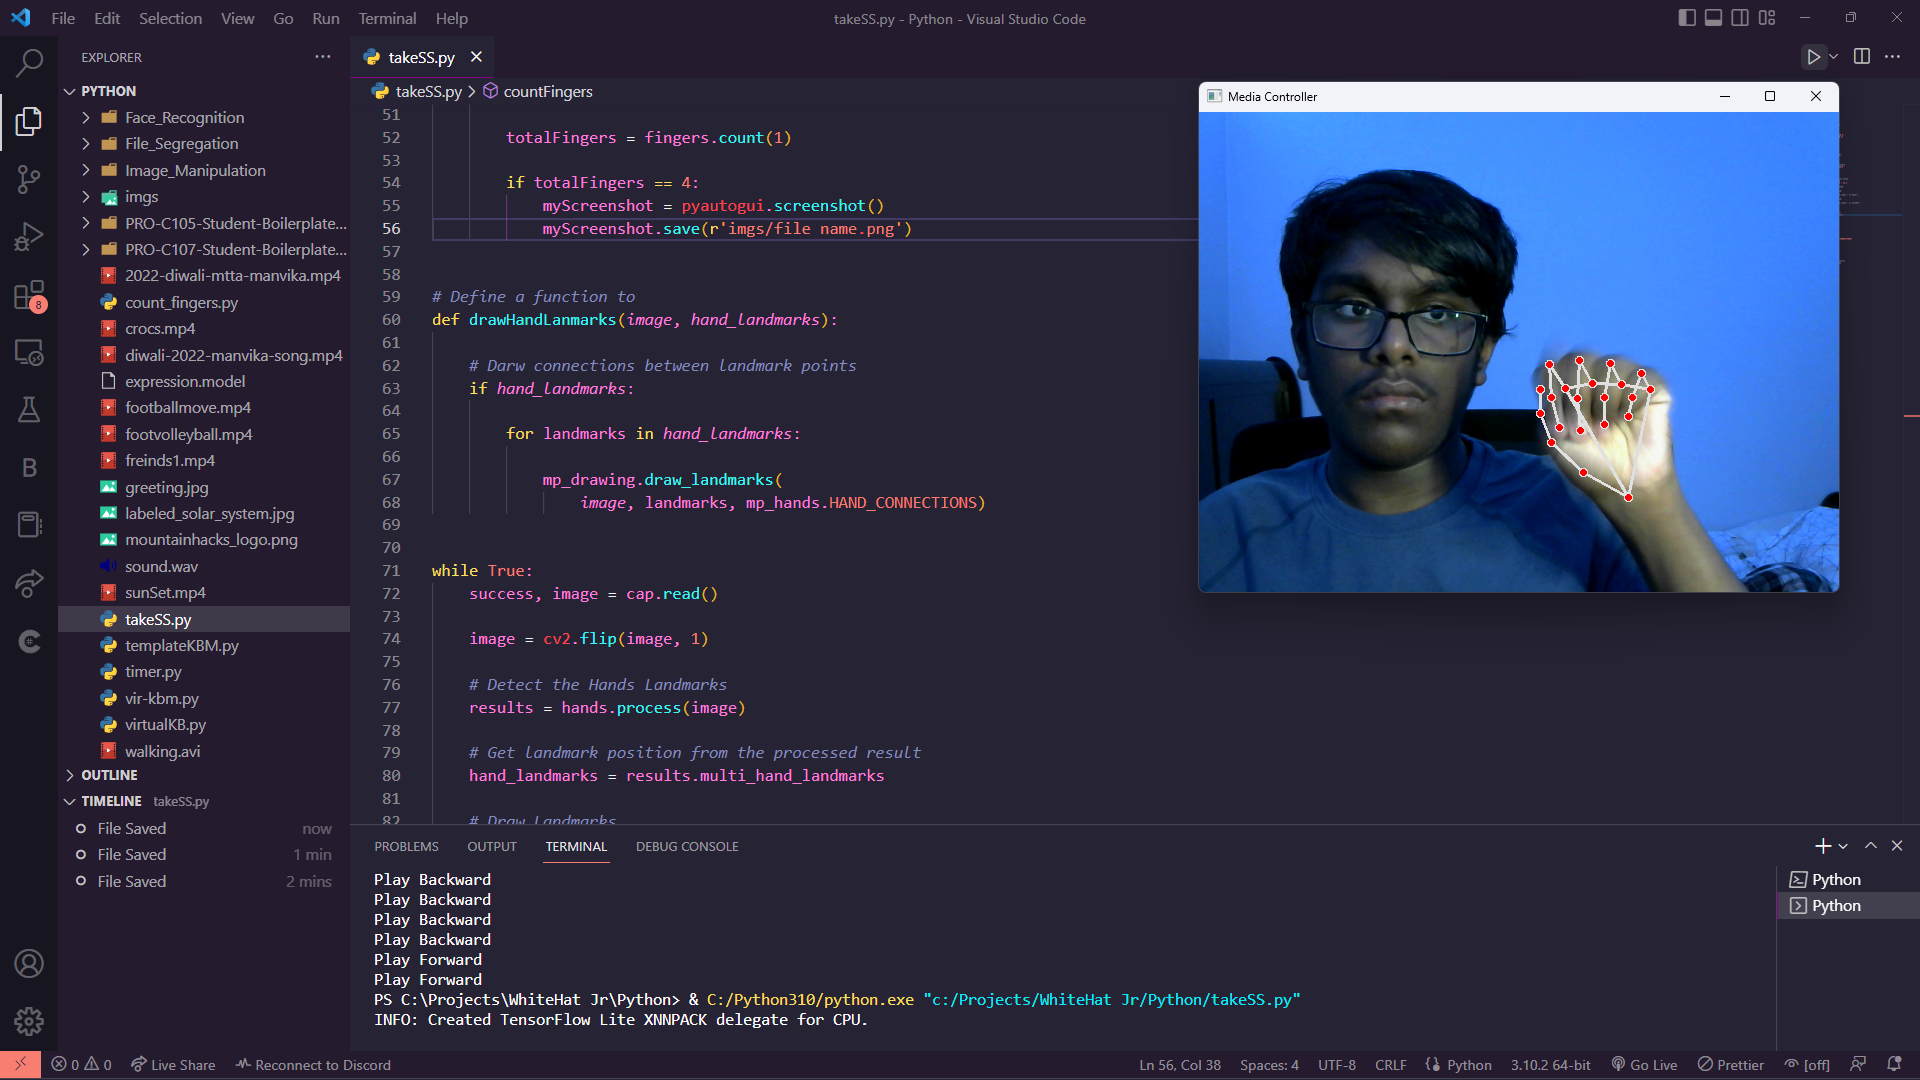 File Edit Selection View Go Run Terminal Help
takeSS.py - Python - Visual Studio Code
EXPLORER
PYTHON
Face_Recognition
File_Segregation
Image_Manipulation
imgs
PRO-C105-Student-Boilerplate...
PRO-C107-Student-Boilerplate...
2022-diwali-mtta-manvika.mp4
count_fingers.py
crocs.mp4
diwali-2022-manvika-song.mp4
expression.model
footballmove.mp4
footvolleyball.mp4
freinds1.mp4
greeting.jpg
labeled_solar_system.jpg
mountainhacks_logo.png
sound.wav
sunSet.mp4
takeSS.py
templateKBM.py
timer.py
vir-kbm.py
virtualKB.py
walking.avi
OUTLINE
TIMELINE takeSS.py
File Saved now
File Saved 1 min
File Saved 2 mins
8
B
takeSS.py
takeSS.py > countFingers
51
52 totalFingers = fingers.count(1)
53
54 if totalFingers == 4:
55 myScreenshot = pyautogui.screenshot()
56 myScreenshot.save(r'imgs/file name.png')
57
58
59 # Define a function to
60 def drawHandLanmarks(image, hand_landmarks):
61
62 # Darw connections between landmark points
63 if hand_landmarks:
64
65 for landmarks in hand_landmarks:
66
67 mp_drawing.draw_landmarks(
68 image, landmarks, mp_hands.HAND_CONNECTIONS)
69
70
71 while True:
72 success, image = cap.read()
73
74 image = cv2.flip(image, 1)
75
76 # Detect the Hands Landmarks
77 results = hands.process(image)
78
79 # Get landmark position from the processed result
80 hand_landmarks = results.multi_hand_landmarks
81
82 # Draw Landmarks
Media Controller
PROBLEMS OUTPUT TERMINAL DEBUG CONSOLE
Play Backward
Play Backward
Play Backward
Play Backward
Play Forward
Play Forward
PS C:\Projects\WhiteHat Jr\Python> & C:/Python310/python.exe "c:/Projects/WhiteHat Jr/Python/takeSS.py"
INFO: Created TensorFlow Lite XNNPACK delegate for CPU.
Python
Python
0 0 Live Share Reconnect to Discord
Ln 56, Col 38 Spaces: 4 UTF-8 CRLF Python 3.10.2 64-bit Go Live Prettier [off]